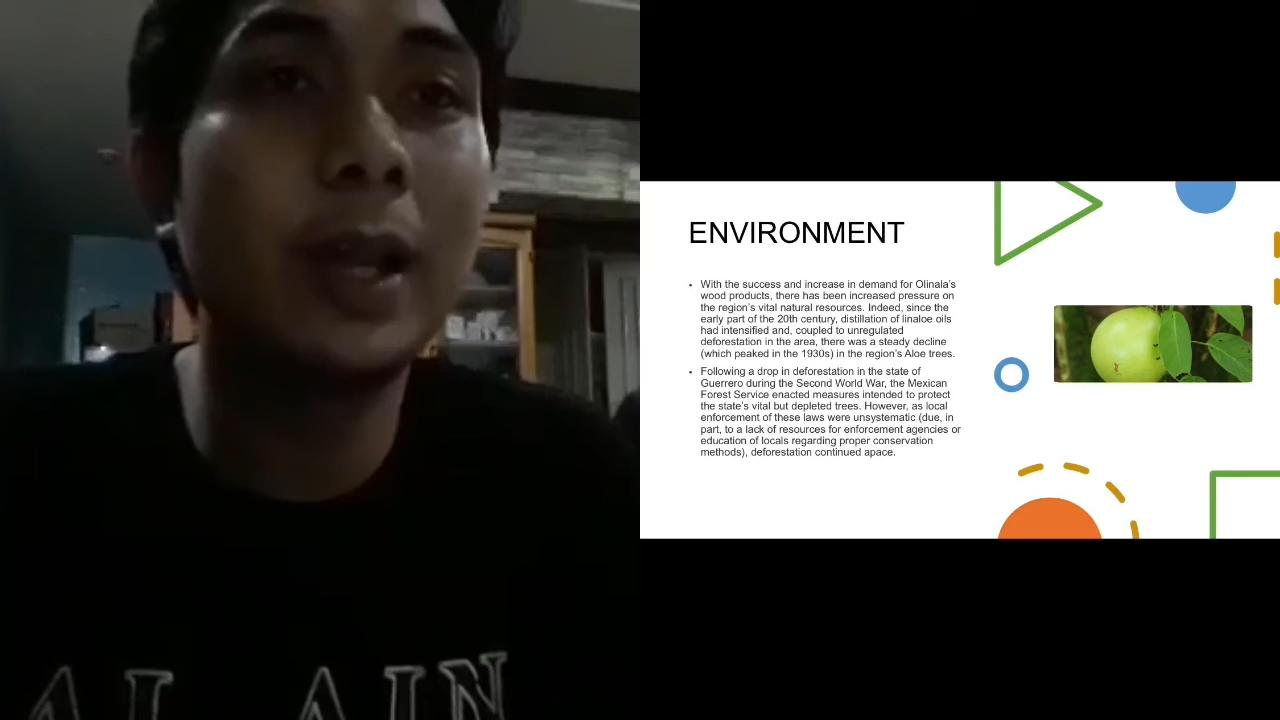 ENVIRONMENT
• With the success and increase in demand for Olinala's
wood products, there has been increased pressure on
the region's vital natural resources. Indeed, since the
early part of the 20th century, distillation of linaloe oils
had intensified and, coupled to unregulated
deforestation in the area, there was a steady decline
(which peaked in the 1930s) in the region's Aloe trees.
• Following a drop in deforestation in the state of
Guerrero during the Second World War, the Mexican
Forest Service enacted measures intended to protect
the state's vital but depleted trees. However, as local
enforcement of these laws were unsystematic (due, in
part, to a lack of resources for enforcement agencies or
education of locals regarding proper conservation
methods), deforestation continued apace.
AL AIN